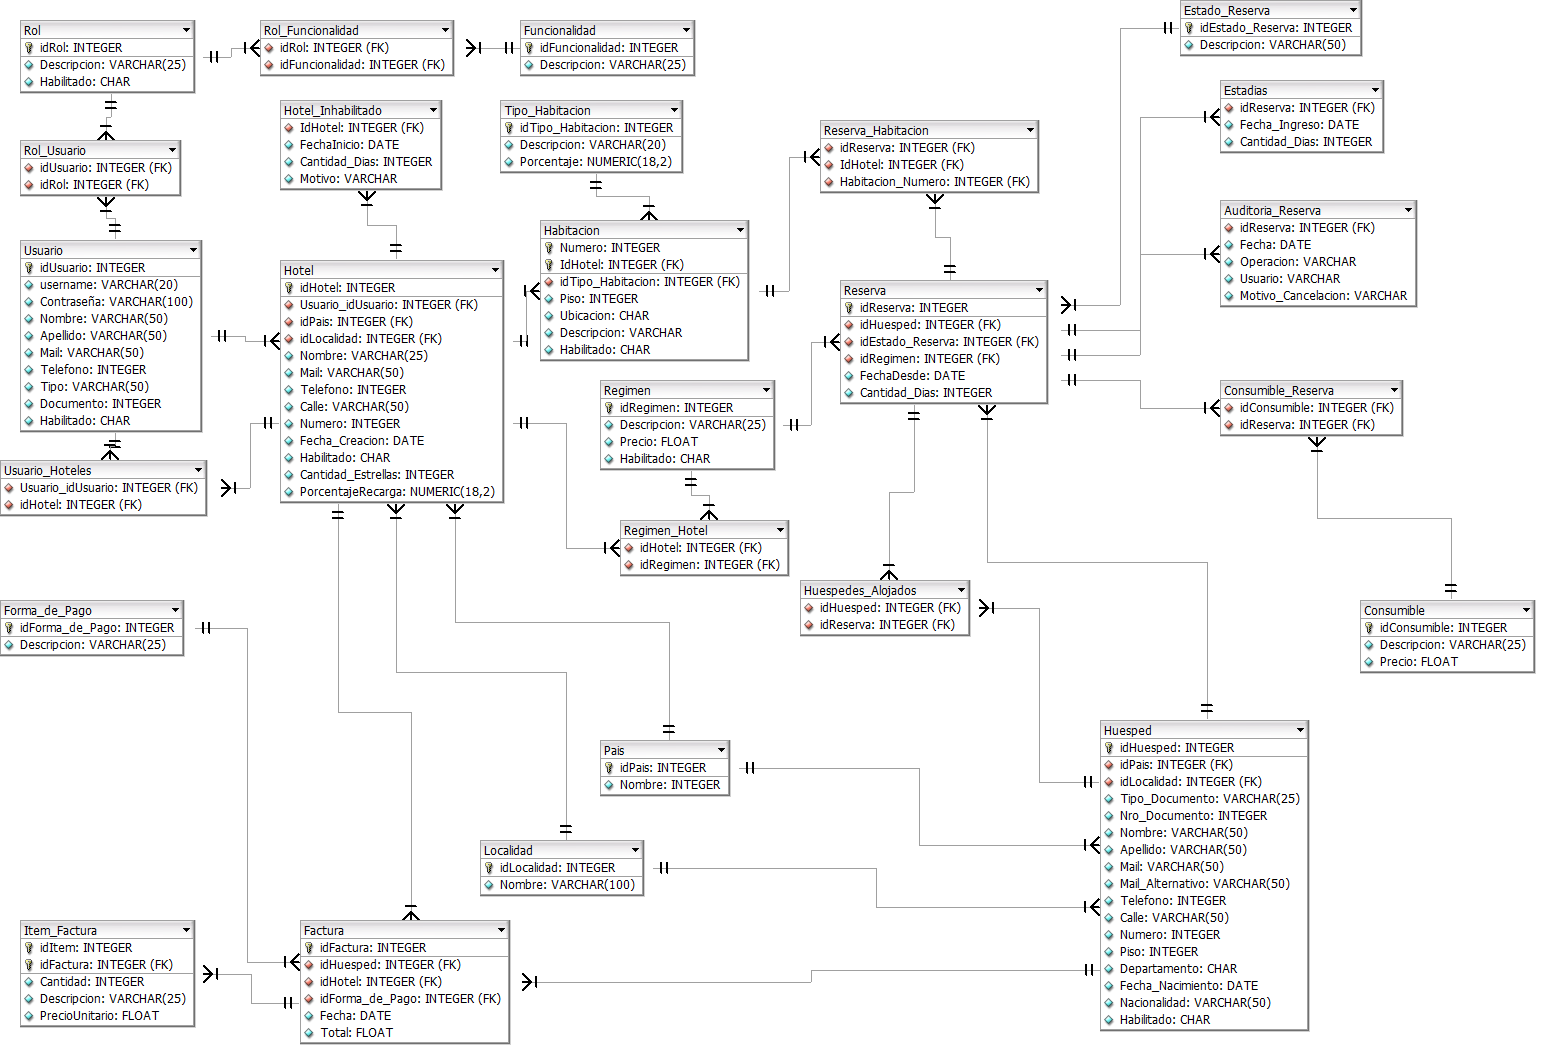 Rol
idRol: INTEGER
Descripcion: VARCHAR(25)
Habilitado: CHAR
Rol_Funcionalidad
idRol: INTEGER (FK)
idFuncionalidad: INTEGER (FK)
Funcionalidad
idFuncionalidad: INTEGER
Descripcion: VARCHAR(25)
Estado_Reserva
idEstado_Reserva: INTEGER
Descripcion: VARCHAR(50)
Hotel_Inhabilitado
IdHotel: INTEGER (FK)
FechaInicio: DATE
Cantidad_Dias: INTEGER
Motivo: VARCHAR
Tipo_Habitacion
idTipo_Habitacion: INTEGER
Descripcion: VARCHAR(20)
Porcentaje: NUMERIC(18,2)
Reserva_Habitacion
idReserva: INTEGER (FK)
IdHotel: INTEGER (FK)
Habitacion_Numero: INTEGER (FK)
Estadias
idReserva: INTEGER (FK)
Fecha_Ingreso: DATE
Cantidad_Dias: INTEGER
Rol_Usuario
idUsuario: INTEGER (FK)
idRol: INTEGER (FK)
Auditoria_Reserva
idReserva: INTEGER (FK)
Fecha: DATE
Operacion: VARCHAR
Usuario: VARCHAR
Motivo_Cancelacion: VARCHAR
Usuario
idUsuario: INTEGER
username: VARCHAR(20)
Contraseña: VARCHAR(100)
Nombre: VARCHAR(50)
Apellido: VARCHAR(50)
Mail: VARCHAR(50)
Telefono: INTEGER
Tipo: VARCHAR(50)
Documento: INTEGER
Habilitado: CHAR
Hotel
idHotel: INTEGER
Usuario_idUsuario: INTEGER (FK)
idPais: INTEGER (FK)
idLocalidad: INTEGER (FK)
Nombre: VARCHAR(25)
Mail: VARCHAR(50)
Telefono: INTEGER
Calle: VARCHAR(50)
Numero: INTEGER
Fecha_Creacion: DATE
Habilitado: CHAR
Cantidad_Estrellas: INTEGER
PorcentajeRecarga: NUMERIC(18,2)
Habitacion
Numero: INTEGER
IdHotel: INTEGER (FK)
idTipo_Habitacion: INTEGER (FK)
Piso: INTEGER
Ubicacion: CHAR
Descripcion: VARCHAR
Habilitado: CHAR
Reserva
idReserva: INTEGER
idHuesped: INTEGER (FK)
idEstado_Reserva: INTEGER (FK)
idRegimen: INTEGER (FK)
FechaDesde: DATE
Cantidad_Dias: INTEGER
Regimen
idRegimen: INTEGER
Descripcion: VARCHAR(25)
Precio: FLOAT
Habilitado: CHAR
Consumible_Reserva
idConsumible: INTEGER (FK)
idReserva: INTEGER (FK)
Usuario_Hoteles
Usuario_idUsuario: INTEGER (FK)
idHotel: INTEGER (FK)
Regimen_Hotel
idHotel: INTEGER (FK)
idRegimen: INTEGER (FK)
Huespedes_Alojados
idHuesped: INTEGER (FK)
idReserva: INTEGER (FK)
Forma_de_Pago
idForma_de_Pago: INTEGER
Descripcion: VARCHAR(25)
Consumible
idConsumible: INTEGER
Descripcion: VARCHAR(25)
Precio: FLOAT
Pais
idPais: INTEGER
Nombre: INTEGER
Huesped
idHuesped: INTEGER
idPais: INTEGER (FK)
idLocalidad: INTEGER (FK)
Tipo_Documento: VARCHAR(25)
Nro_Documento: INTEGER
Nombre: VARCHAR(50)
Apellido: VARCHAR(50)
Mail: VARCHAR(50)
Mail_Alternativo: VARCHAR(50)
Telefono: INTEGER
Calle: VARCHAR(50)
Numero: INTEGER
Piso: INTEGER
Departamento: CHAR
Fecha_Nacimiento: DATE
Nacionalidad: VARCHAR(50)
Habilitado: CHAR
Localidad
idLocalidad: INTEGER
Nombre: VARCHAR(100)
Item_Factura
idItem: INTEGER
idFactura: INTEGER (FK)
Cantidad: INTEGER
Descripcion: VARCHAR(25)
PrecioUnitario: FLOAT
Factura
idFactura: INTEGER
idHuesped: INTEGER (FK)
idHotel: INTEGER (FK)
idForma_de_Pago: INTEGER (FK)
Fecha: DATE
Total: FLOAT